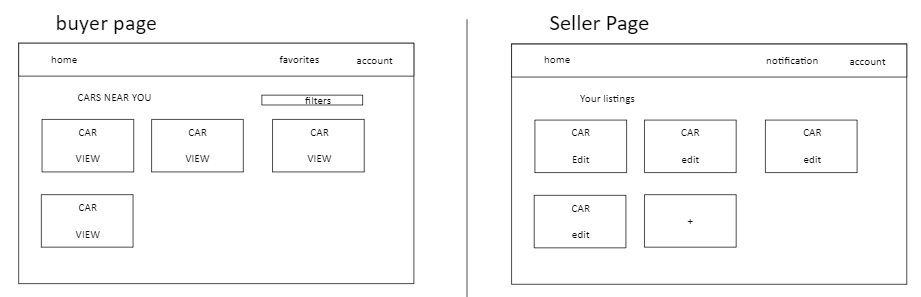 buyer page
home favorites account
CARS NEAR YOU filters
CAR CAR CAR
VIEW VIEW VIEW
CAR
VIEW
Seller Page
home notification account
Your listings
CAR CAR CAR
Edit edit edit
CAR +
edit